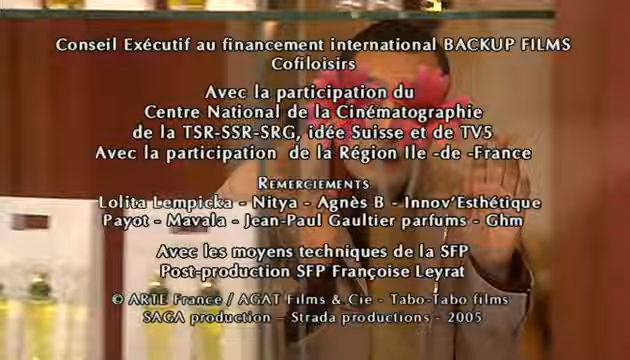 Conseil Exécutif au financement international BACKUP FILMS
Cofiloisirs
Avec la participation du
Centre National de la Cinématographie
de la TSR-SSR-SRG, idée Suisse et de TV5
Avec la participation de la Région Ile -de -France
REMERCIEMENTS
Lolita Lempicka - Nitya - Agnès B - Innov'Esthétique
Payot - Mavala - Jean-Paul Gaultier parfums - Ghm
Avec les moyens techniques de la SFP
Post-production SFP Françoise Leyrat
© ARTE France / AGAT Films & Cie - Tabo-Tabo films
SAGA production - Strada productions - 2005